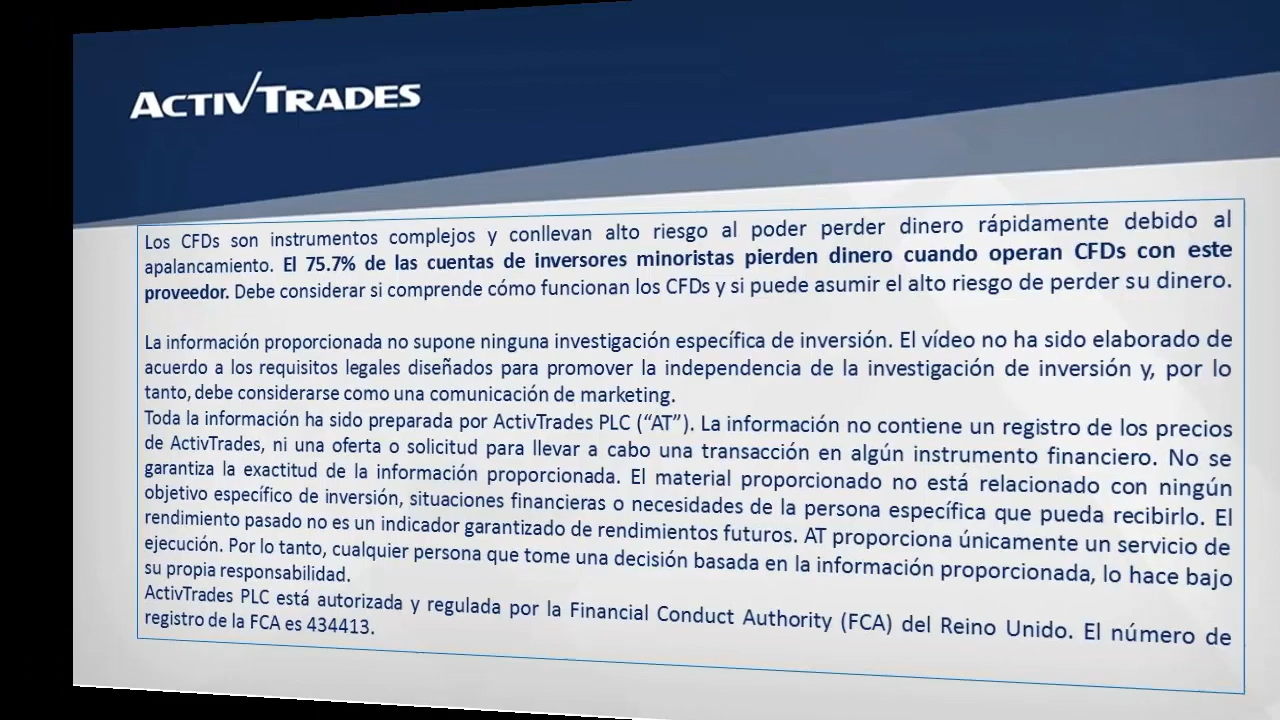 ACTIVTRADES
Los CFDs son instrumentos complejos y conllevan alto riesgo al poder perder dinero rápidamente debido al
apalancamiento. El 75.7% de las cuentas de inversores minoristas pierden dinero cuando operan CFDs con este
proveedor. Debe considerar si comprende cómo funcionan los CFDs y si puede asumir el alto riesgo de perder su dinero.
La información proporcionada no supone ninguna investigación específica de inversión. El vídeo no ha sido elaborado de
acuerdo a los requisitos legales diseñados para promover la independencia de la investigación de inversión y, por lo
tanto, debe considerarse como una comunicación de marketing.
Toda la información ha sido preparada por ActivTrades PLC (“AT”). La información no contiene un registro de los precios
de ActivTrades, ni una oferta o solicitud para llevar a cabo una transacción en algún instrumento financiero. No se
garantiza la exactitud de la información proporcionada. El material proporcionado no está relacionado con ningún
objetivo específico de inversión, situaciones financieras o necesidades de la persona específica que pueda recibirlo. El
rendimiento pasado no es un indicador garantizado de rendimientos futuros. AT proporciona únicamente un servicio de
ejecución. Por lo tanto, cualquier persona que tome una decisión basada en la información proporcionada, lo hace bajo
su propia responsabilidad.
ActivTrades PLC está autorizada y regulada por la Financial Conduct Authority (FCA) del Reino Unido. El número de
registro de la FCA es 434413.